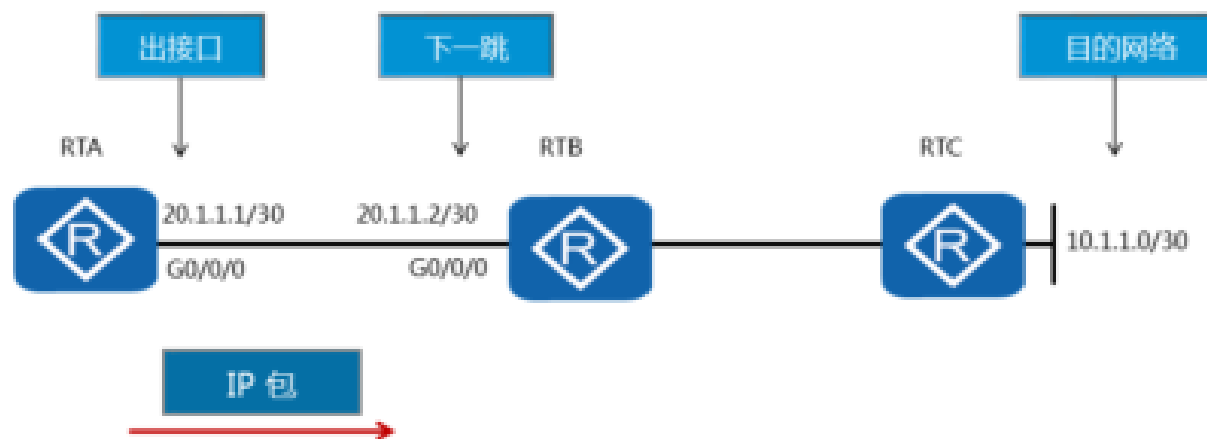 出接口
下一跳
目的网络
RTA
RTB
RTC
20.1.1.1/30
20.1.1.2/30
10.1.1.0/30
G0/0/0
G0/0/0
R
R
R
IP 包